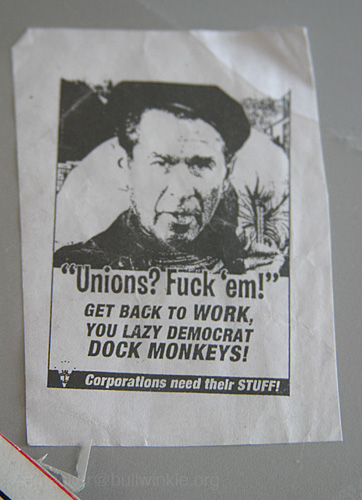 "Unions? Fuck 'em!"
GET BACK TO WORK,
YOU LAZY DEMOCRAT
DOCK MONKEYS!
Corporations need their STUFF!